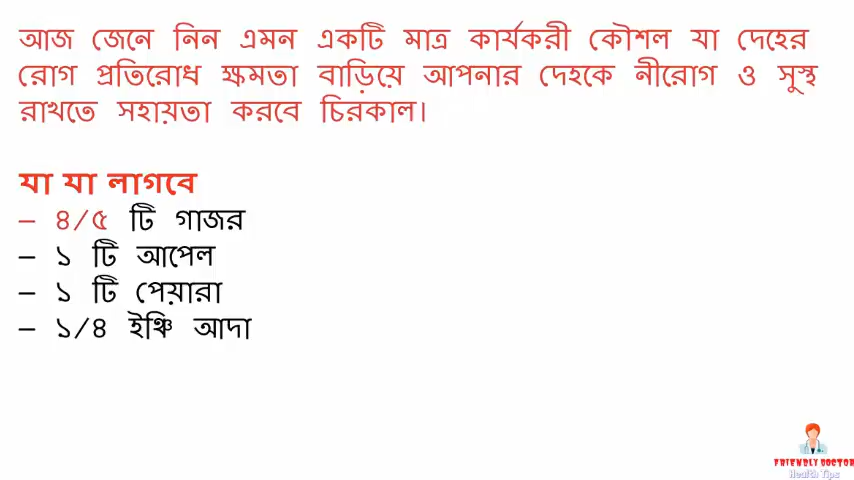 আজ জেনে নিন এমন একটি মাত্র কার্যকরী কৌশল যা দেহের
রোগ প্রতিরোধ ক্ষমতা বাড়িয়ে আপনার দেহকে নীরোগ ও সুস্থ
রাখতে সহায়তা করবে চিরকাল।
যা যা লাগবে
– ৪/৫ টি গাজর
– ১ টি আপেল
– ১ টি পেয়ারা
– ১/৪ ইঞ্চি আদা
FRIENDLY DOCTOR
Health Tips